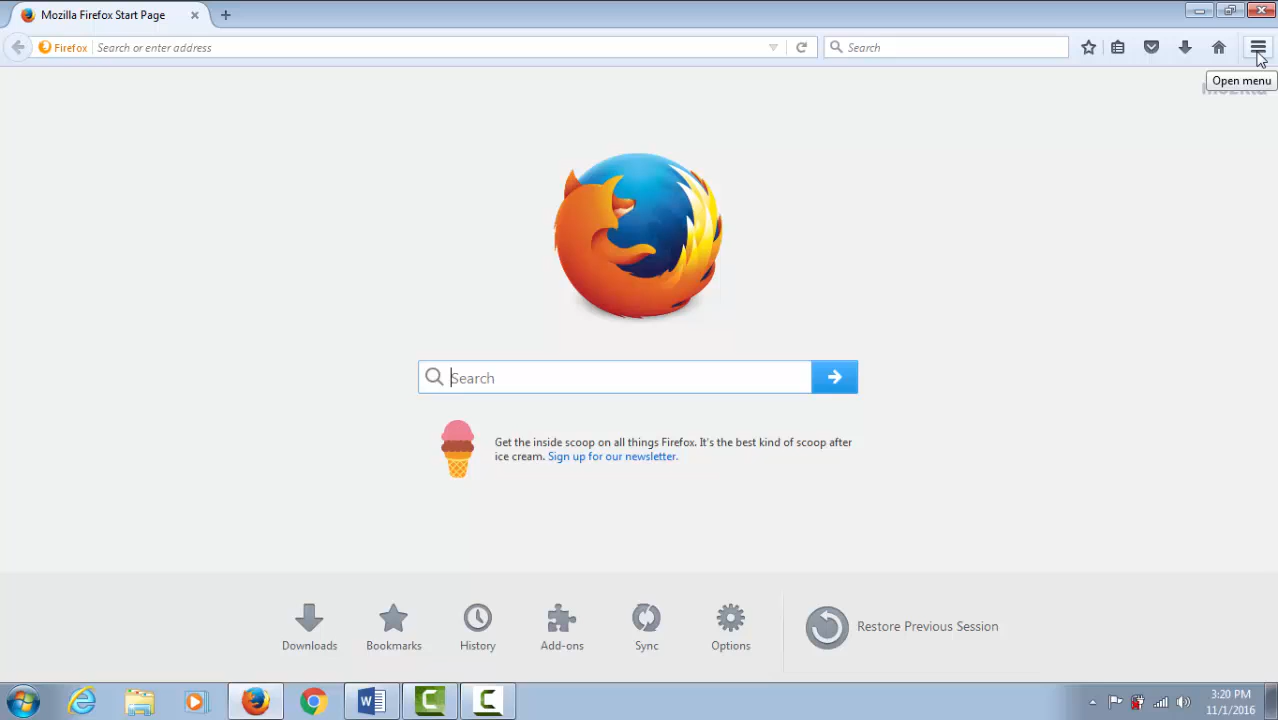 Mozilla Firefox Start Page
Firefox
Search or enter address
Search
Open menu
mozilla
Search
Get the inside scoop on all things Firefox. It's the best kind of scoop after
ice cream. Sign up for our newsletter.
Downloads
Bookmarks
History
Add-ons
Sync
Options
Restore Previous Session
3:20 PM
11/1/2016